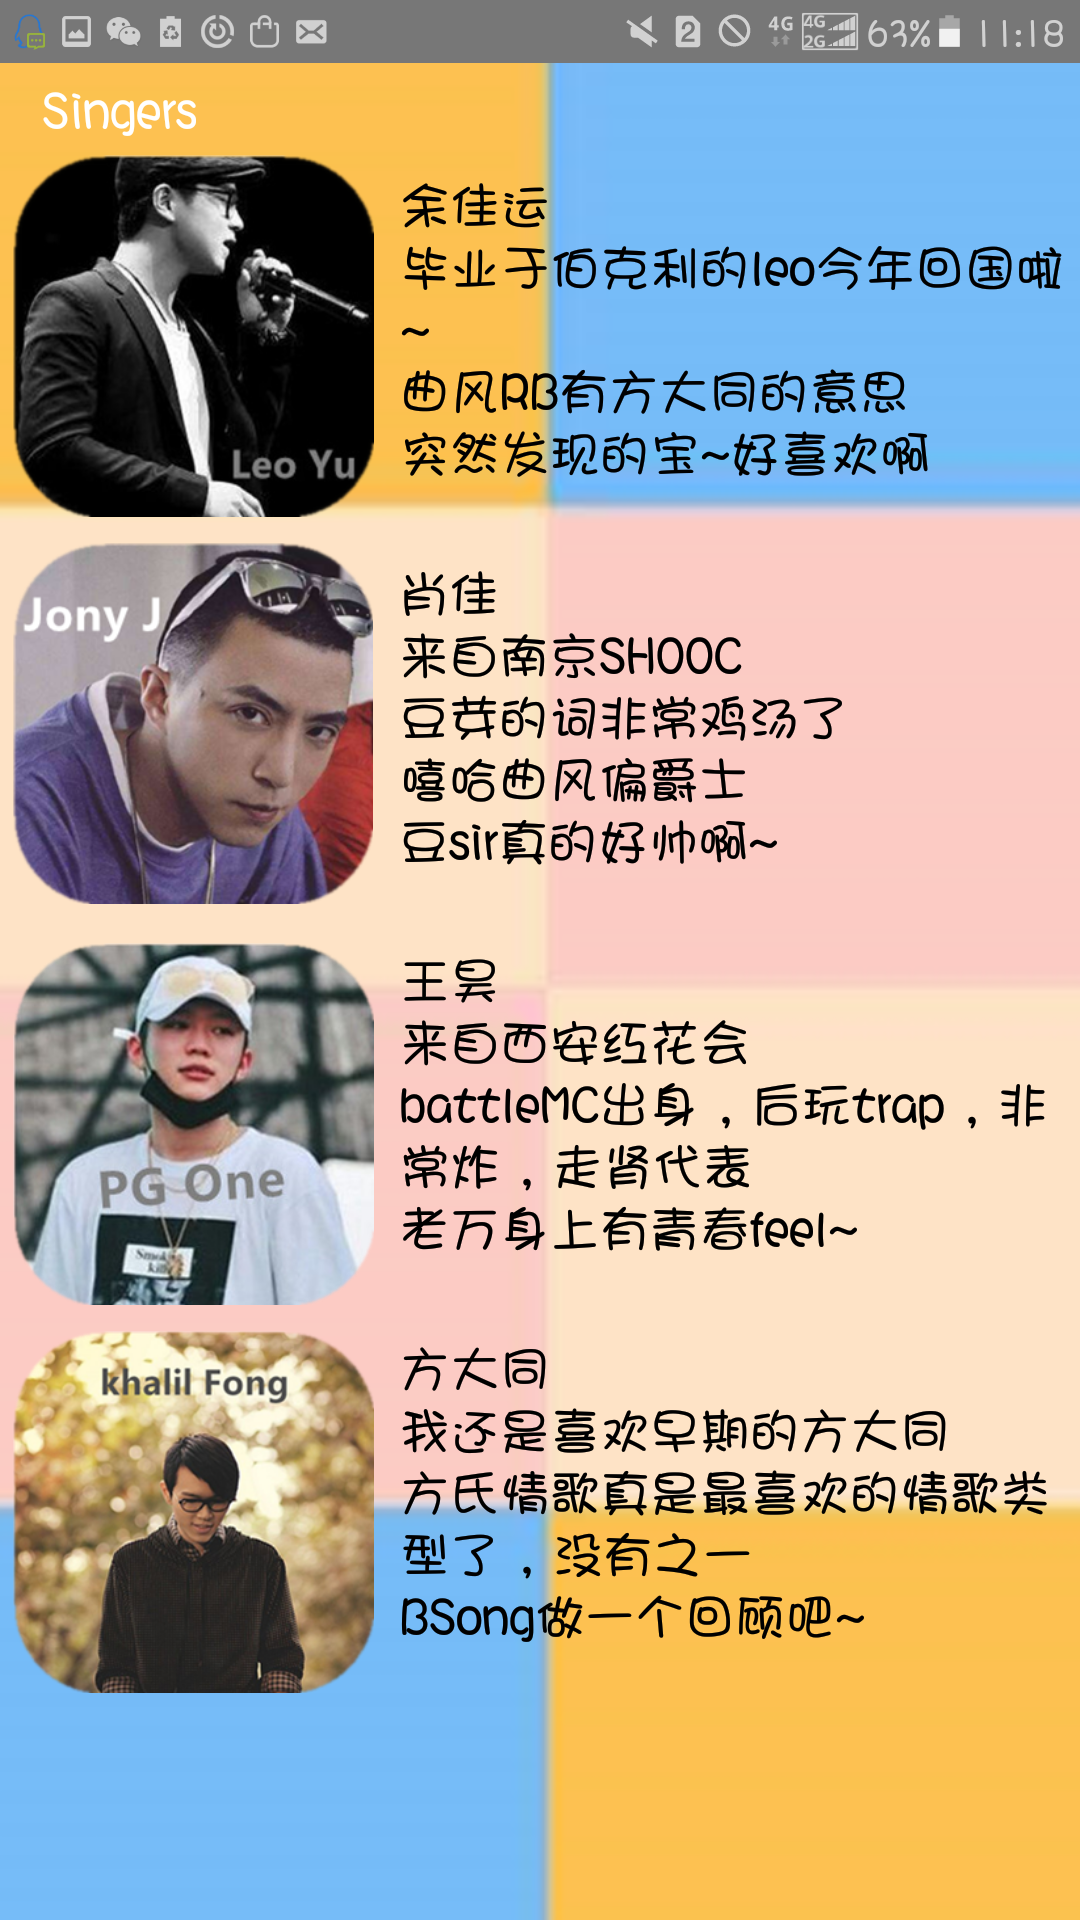 4G 4G 2G 2 63% 11:18
Singers
余佳运
毕业于伯克利的leo今年回国啦
~
曲风RB有方大同的意思
突然发现的宝~好喜欢啊
Leo Yu
Jony J
肖佳
来自南京SHOOC
豆芽的词非常鸡汤了
嘻哈曲风偏爵士
豆sir真的好帅啊~
王昊
来自西安红花会
battleMC出身，后玩trap，非
常炸，走肾代表
老万身上有青春feel~
PG One
khalil Fong
方大同
我还是喜欢早期的方大同
方氏情歌真是最喜欢的情歌类
型了，没有之一
BSong做一个回顾吧~